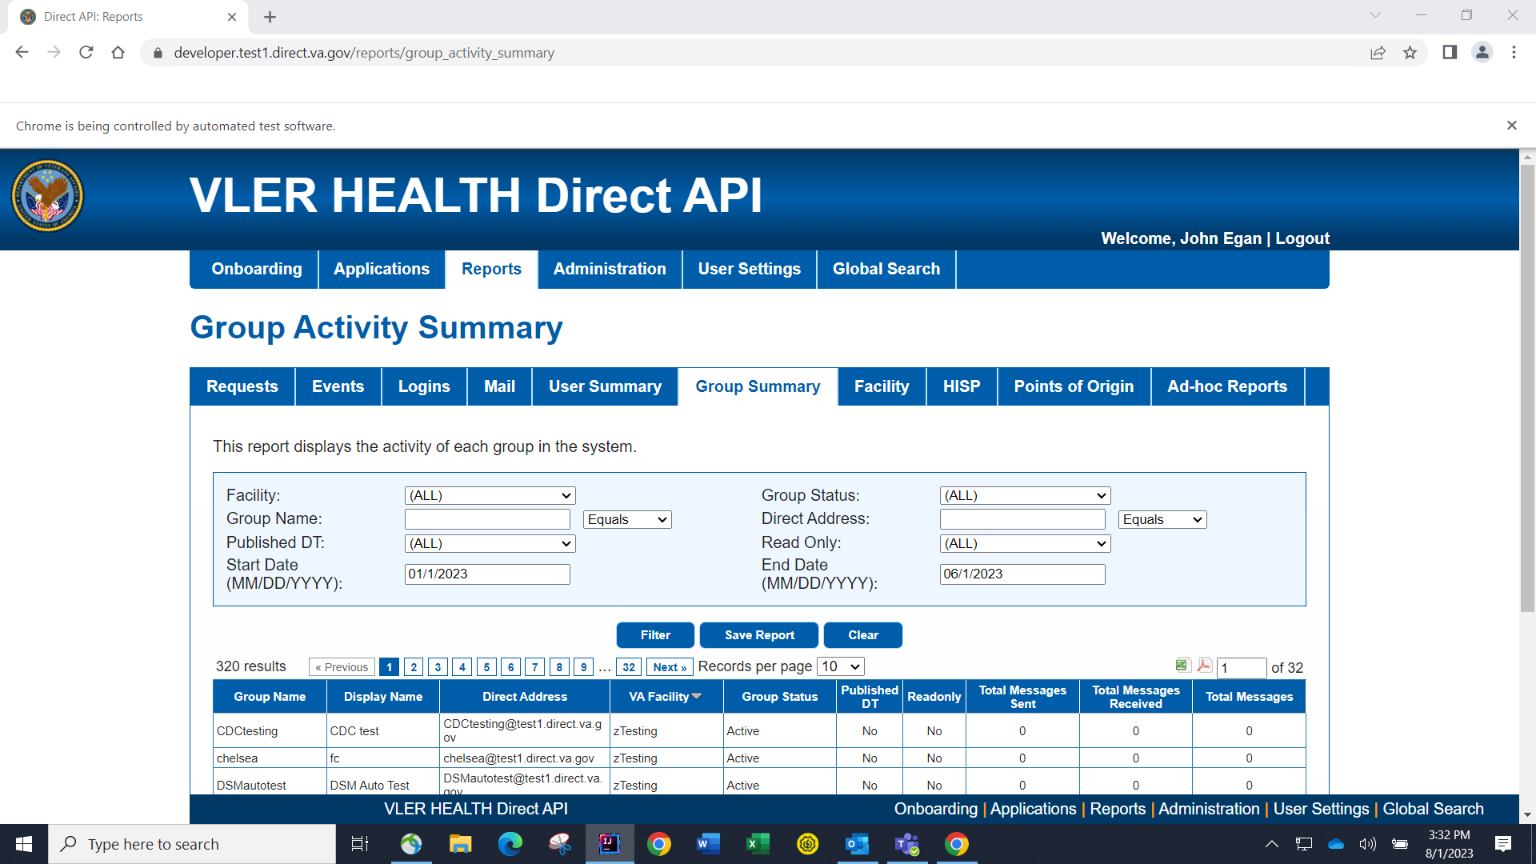 Direct API: Reports
developer.test1.direct.va.gov/reports/group_activity_summary
Chrome is being controlled by automated test software.
VLER HEALTH Direct API
Welcome, John Egan | Logout
Onboarding Applications Reports Administration User Settings Global Search
Group Activity Summary
Requests Events Logins Mail User Summary Group Summary Facility HISP Points of Origin Ad-hoc Reports
This report displays the activity of each group in the system.
Facility: (ALL) Group Status: (ALL)
Group Name: Equals Direct Address: Equals
Published DT: (ALL) Read Only: (ALL)
Start Date (MM/DD/YYYY): 01/1/2023 End Date (MM/DD/YYYY): 06/1/2023
Filter Save Report Clear
320 results « Previous 1 2 3 4 5 6 7 8 9 ... 32 Next » Records per page 10 1 of 32
Group Name Display Name Direct Address VA Facility Group Status Published DT Readonly Total Messages Sent Total Messages Received Total Messages
CDCtesting CDC test CDCtesting@test1.direct.va.gov zTesting Active No No 0 0 0
chelsea fc chelsea@test1.direct.va.gov zTesting Active No No 0 0 0
DSMautotest DSM Auto Test DSMautotest@test1.direct.va.gov zTesting Active No No 0 0 0
VLER HEALTH Direct API Onboarding | Applications | Reports | Administration | User Settings | Global Search
Type here to search
3:32 PM
8/1/2023